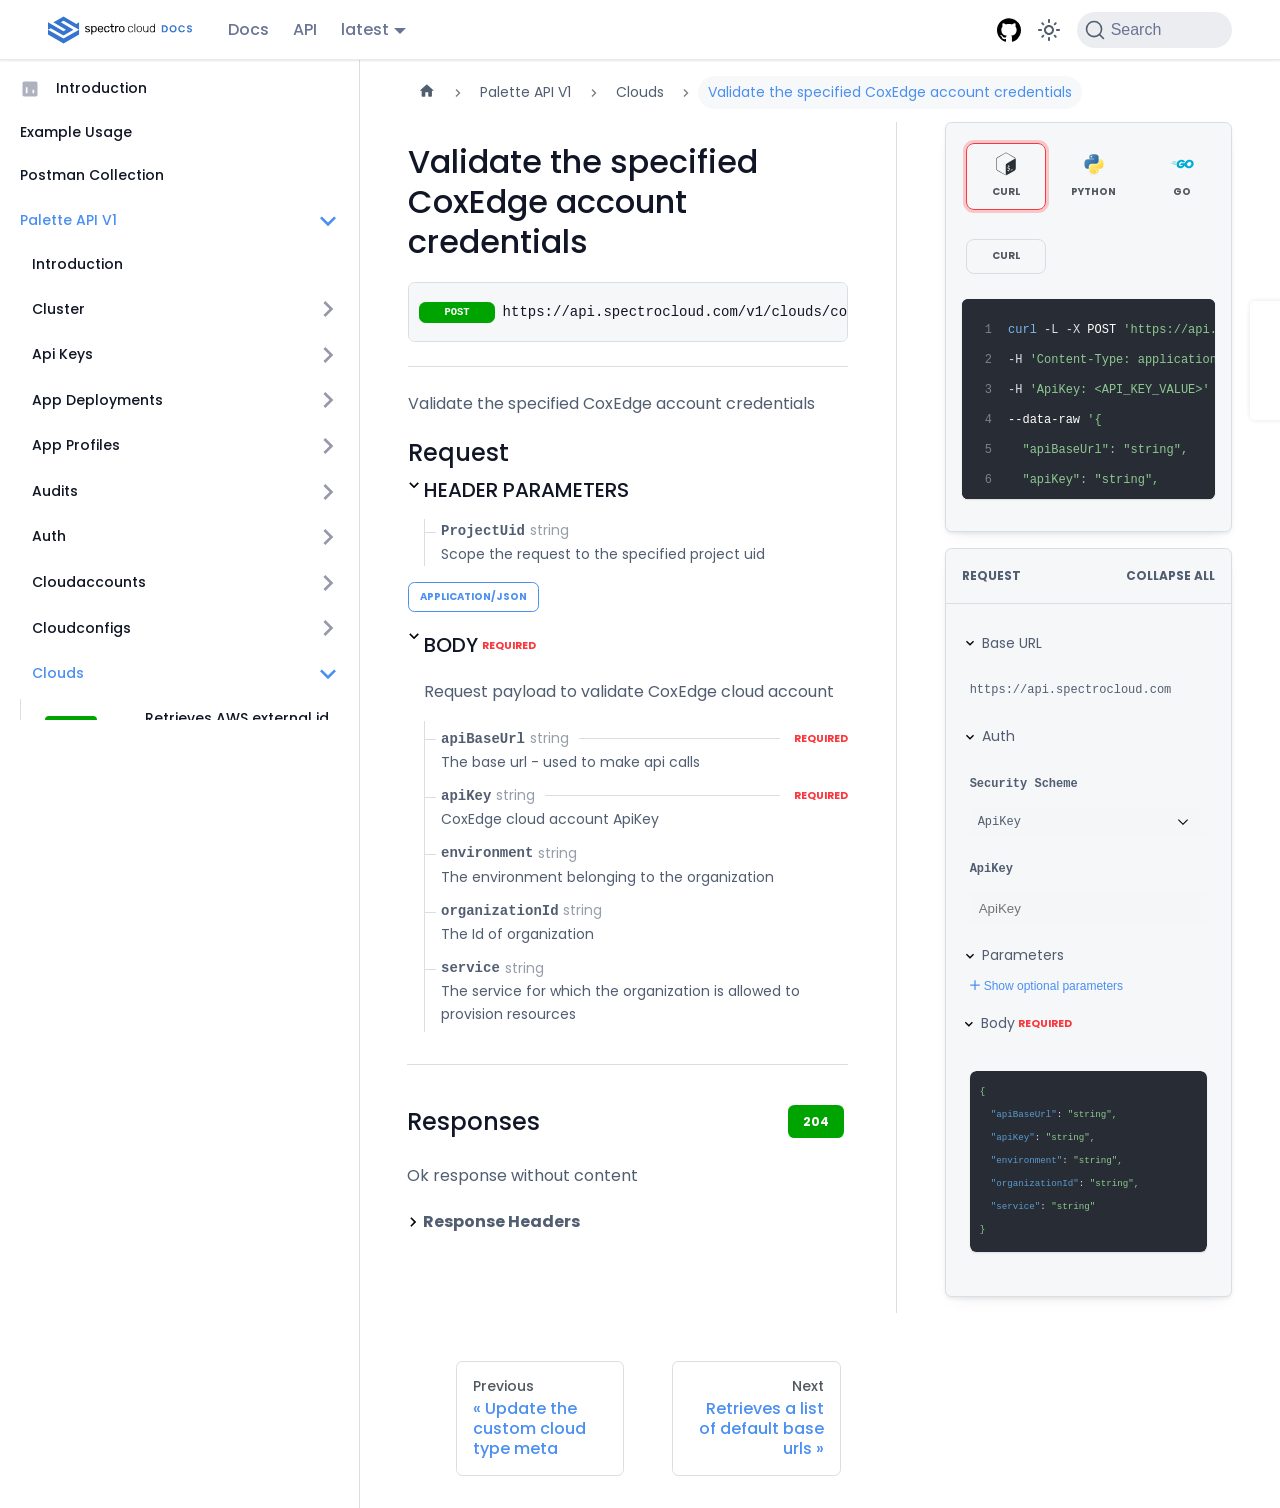 spectro cloud DOCS
Docs
API
latest
Search
Introduction
Example Usage
Postman Collection
Palette API V1
Introduction
Cluster
Api Keys
App Deployments
App Profiles
Audits
Auth
Cloudaccounts
Cloudconfigs
Clouds
Retrieves AWS external id
Palette API V1
Clouds
Validate the specified CoxEdge account credentials
Validate the specified
CoxEdge account
credentials
POST https://api.spectrocloud.com/v1/clouds/co
Validate the specified CoxEdge account credentials
Request
HEADER PARAMETERS
ProjectUid string
Scope the request to the specified project uid
APPLICATION/JSON
BODY REQUIRED
Request payload to validate CoxEdge cloud account
apiBaseUrl string REQUIRED
The base url - used to make api calls
apiKey string REQUIRED
CoxEdge cloud account ApiKey
environment string
The environment belonging to the organization
organizationId string
The Id of organization
service string
The service for which the organization is allowed to
provision resources
Responses
204
Ok response without content
Response Headers
Previous
« Update the
custom cloud
type meta
Next
Retrieves a list
of default base
urls »
CURL
PYTHON
GO
CURL
1 curl -L -X POST 'https://api.
2 -H 'Content-Type: application
3 -H 'ApiKey: <API_KEY_VALUE>'
4 --data-raw '{
5 "apiBaseUrl": "string",
6 "apiKey": "string",
REQUEST
COLLAPSE ALL
Base URL
https://api.spectrocloud.com
Auth
Security Scheme
ApiKey
ApiKey
ApiKey
Parameters
+ Show optional parameters
Body REQUIRED
{
"apiBaseUrl": "string",
"apiKey": "string",
"environment": "string",
"organizationId": "string",
"service": "string"
}